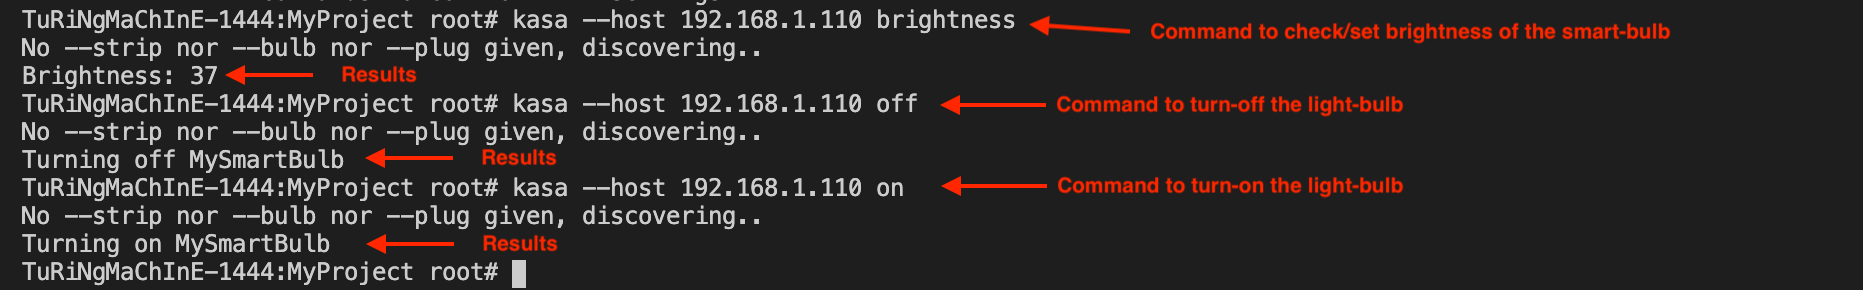 TuRiNgMaChInE-1444:MyProject root# kasa --host 192.168.1.110 brightness Command to check/set brightness of the smart-bulb
No --strip nor --bulb nor --plug given, discovering..
Brightness: 37 Results
TuRiNgMaChInE-1444:MyProject root# kasa --host 192.168.1.110 off Command to turn-off the light-bulb
No --strip nor --bulb nor --plug given, discovering..
Turning off MySmartBulb Results
TuRiNgMaChInE-1444:MyProject root# kasa --host 192.168.1.110 on Command to turn-on the light-bulb
No --strip nor --bulb nor --plug given, discovering..
Turning on MySmartBulb Results
TuRiNgMaChInE-1444:MyProject root#